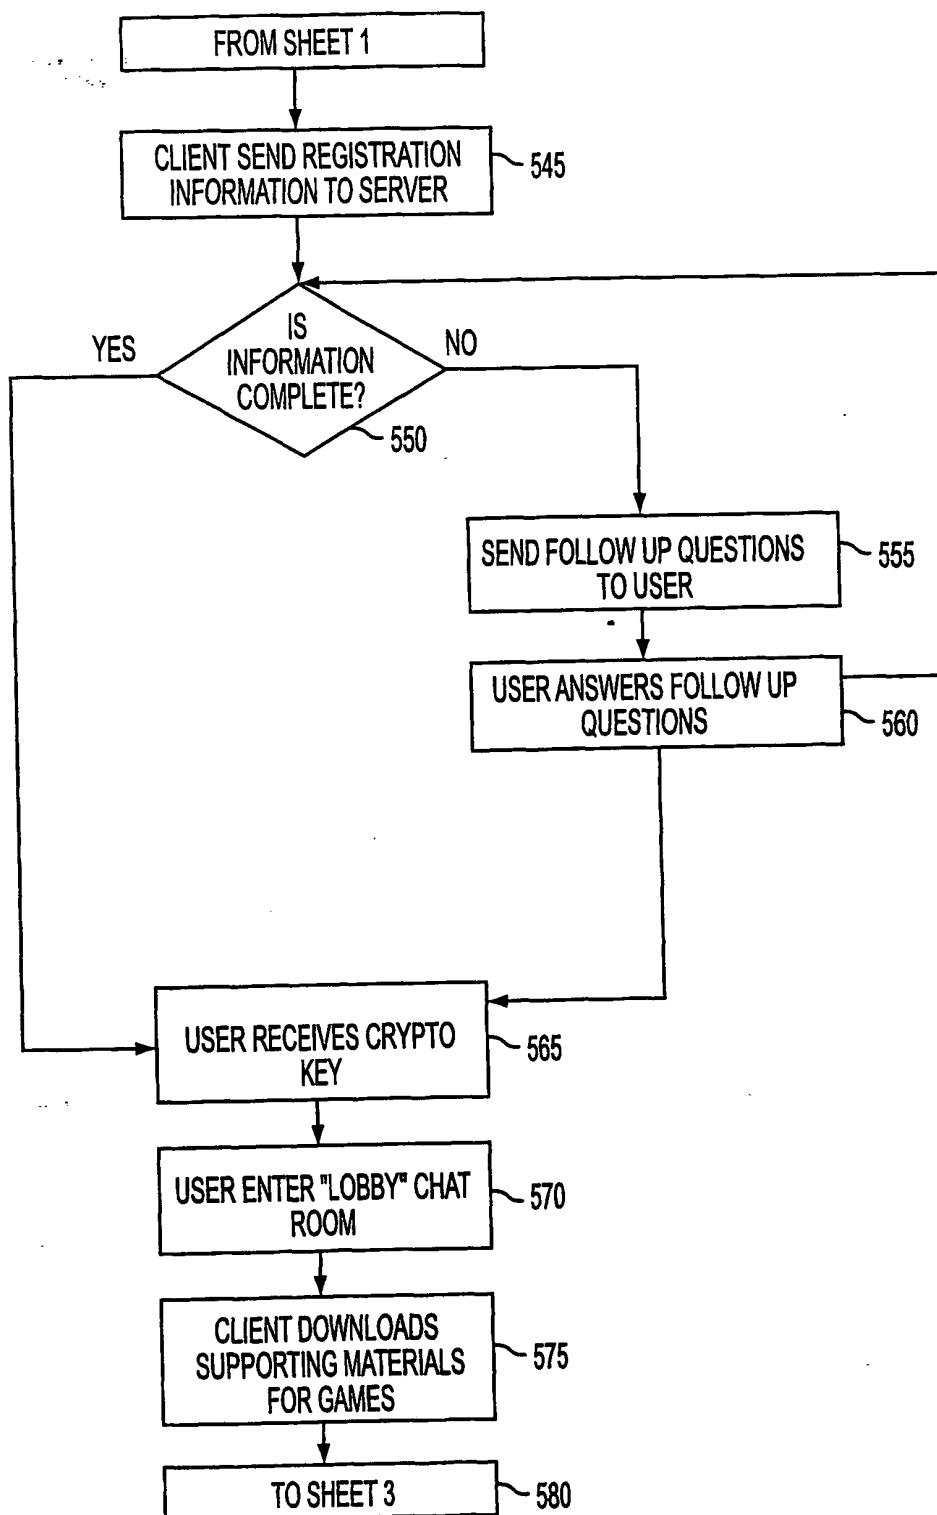 FROM SHEET 1
CLIENT SEND REGISTRATION
INFORMATION TO SERVER
545
IS
INFORMATION
COMPLETE?
YES
NO
550
SEND FOLLOW UP QUESTIONS
TO USER
555
USER ANSWERS FOLLOW UP
QUESTIONS
560
USER RECEIVES CRYPTO
KEY
565
USER ENTER "LOBBY" CHAT
ROOM
570
CLIENT DOWNLOADS
SUPPORTING MATERIALS
FOR GAMES
575
TO SHEET 3
580